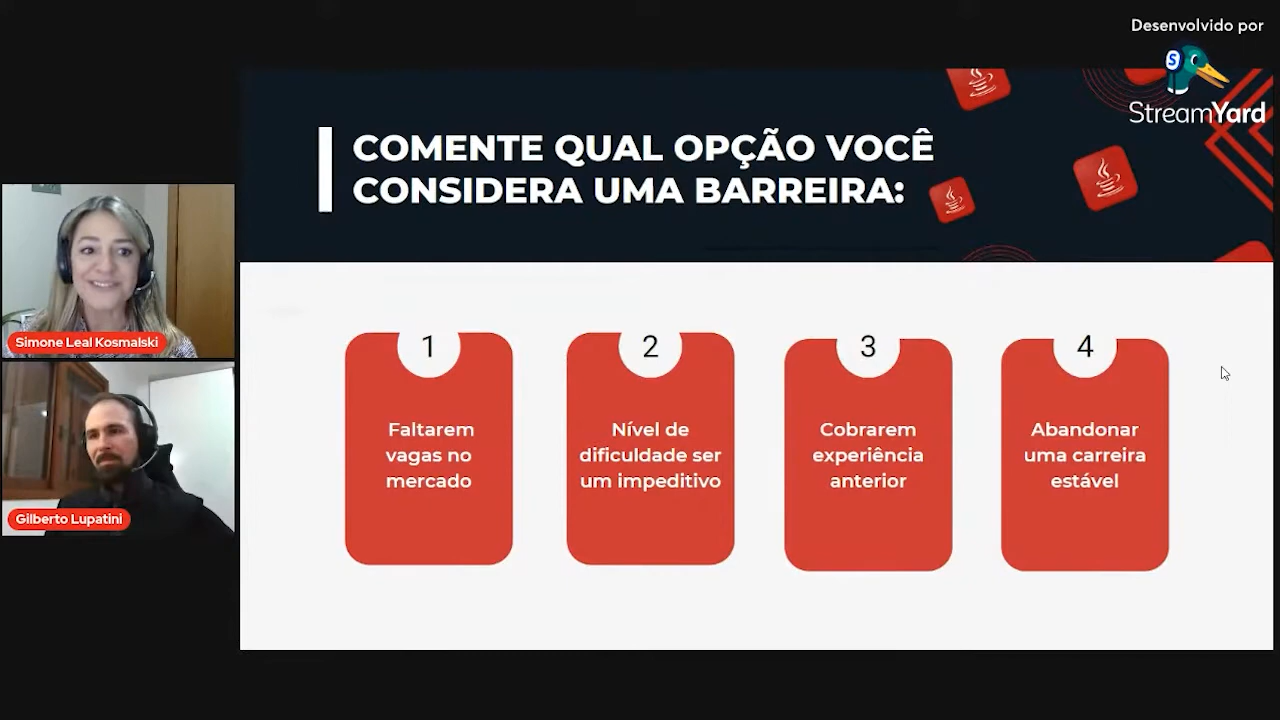 Desenvolvido por
StreamYard
COMENTE QUAL OPÇÃO VOCÊ
CONSIDERA UMA BARREIRA:
Simone Leal Kosmalski
Gilberto Lupatini
1
Faltarem
vagas no
mercado
2
Nível de
dificuldade ser
um impeditivo
3
Cobrarem
experiência
anterior
4
Abandonar
uma carreira
estável